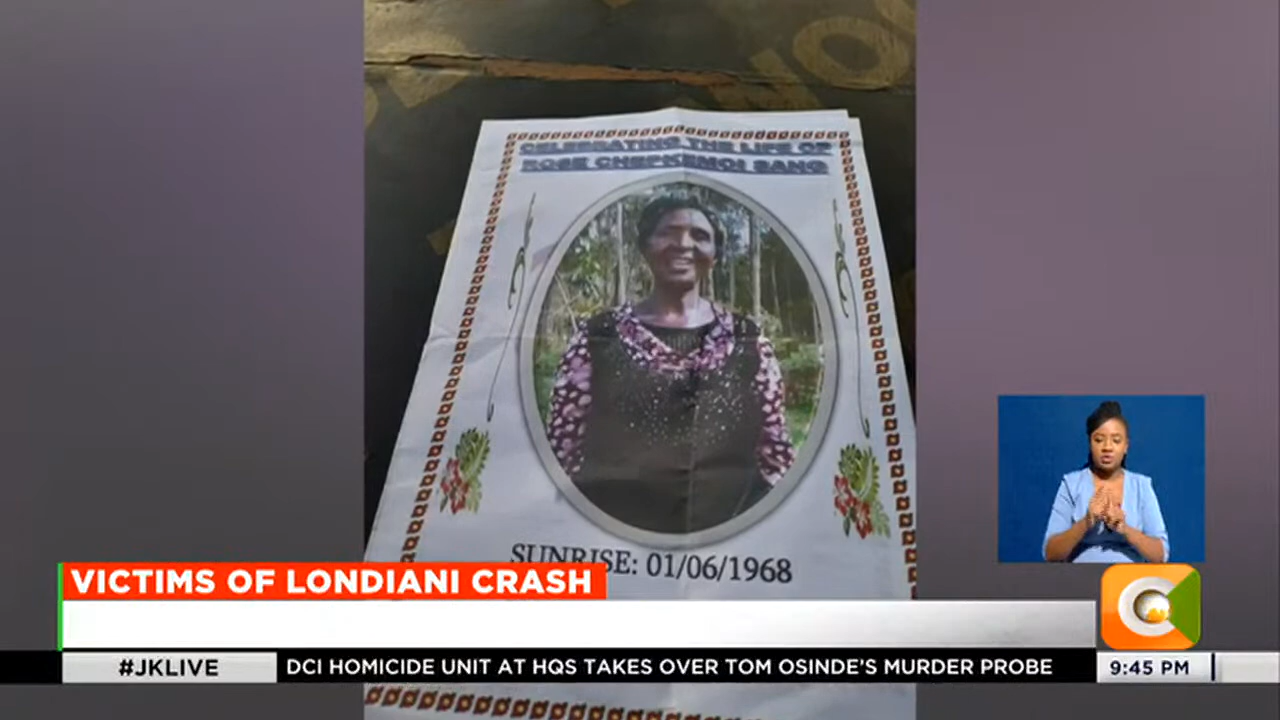 CELEBRATING THE LIFE OF
ROSE CHEPKEMOI SANG
SUNRISE: 01/06/1968
VICTIMS OF LONDIANI CRASH
#JKLIVE
DCI HOMICIDE UNIT AT HQS TAKES OVER TOM OSINDE'S MURDER PROBE
9:45 PM